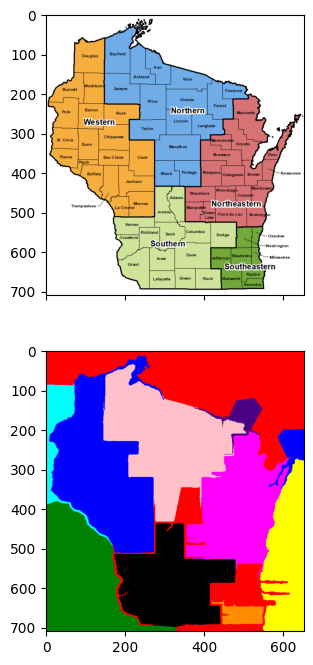 0
100
200
300
400
500
600
700
Douglas
Bayfield
Iron
Ashland
Vilas
Burnett
Washburn
Sawyer
Florence
Oneida
Price
Forest
Polk
Barron
Rusk
Northern
Marinette
Western
Lincoln
Langlade
Taylor
St. Croix
Dunn
Chippewa
Oconto
Menominee
Marathon
Shawano
Door
Pierce
Pepin
Eau Claire
Clark
Buffalo
Wood
Portage
Waupaca
Outagamie
Brown
Kewaunee
Jackson
Trempealeau
Adams
Waushara
Winnebago
Manitowoc
Calumet
La Crosse
Monroe
Juneau
Marquette
Green Lake
Northeastern
Fond du Lac
Sheboygan
Vernon
Richland
Sauk
Columbia
Dodge
Ozaukee
Crawford
Southern
Washington
Iowa
Dane
Jefferson
Waukesha
Milwaukee
Grant
Southeastern
Lafayette
Green
Rock
Walworth
Racine
Kenosha
0
100
200
300
400
500
600
700
0
200
400
600